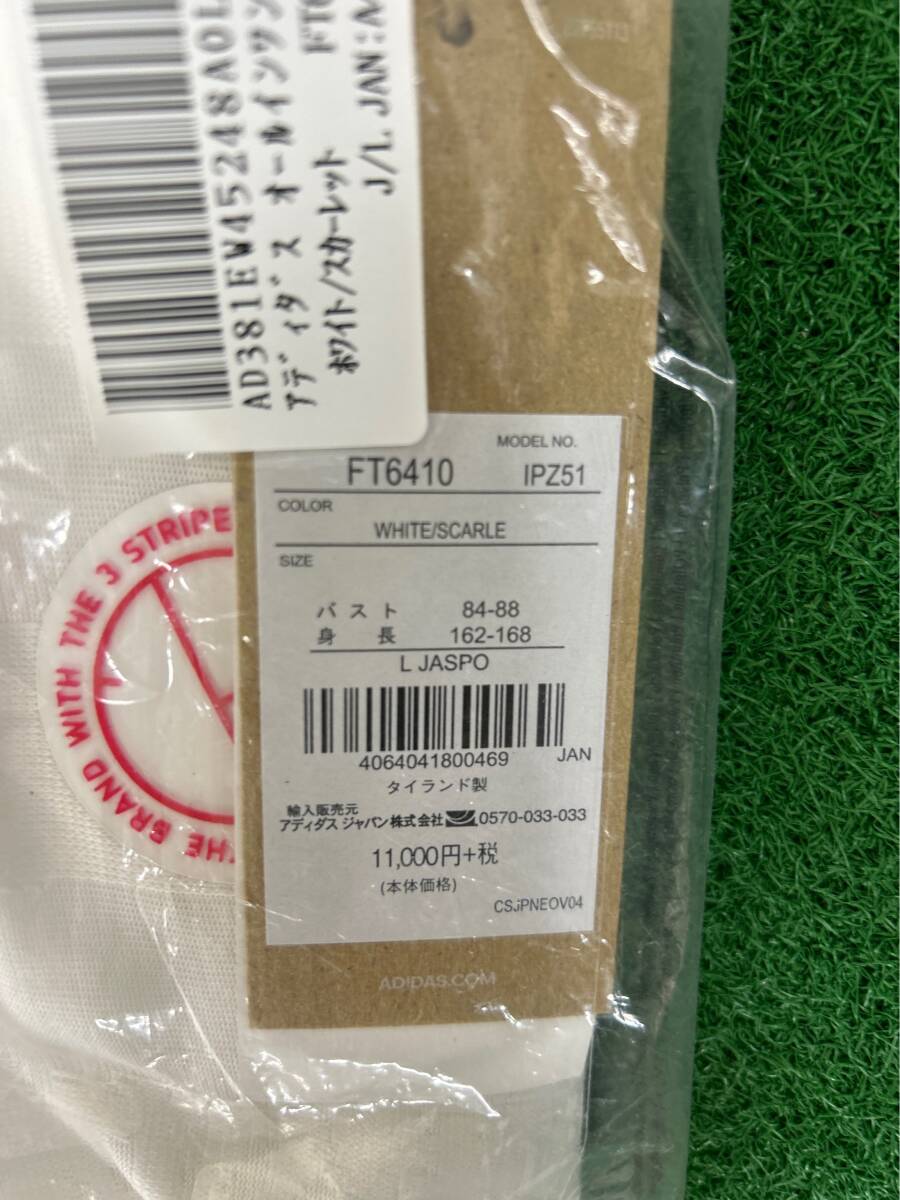 AD381EW45248A0L
アディダス オールインワン
FT6
ホワイト/スカーレット
J/L JAN:
MODEL NO.
FT6410 IPZ51
COLOR
WHITE/SCARLE
SIZE
バスト 84-88
身長 162-168
L JASPO
4064041800469 JAN
タイランド製
輸入販売元
アディダス ジャパン株式会社 0570-033-033
11,000円+税
(本体価格)
CSJPNEOV04
ADIDAS.COM
THE BRAND WITH THE 3 STRIPE